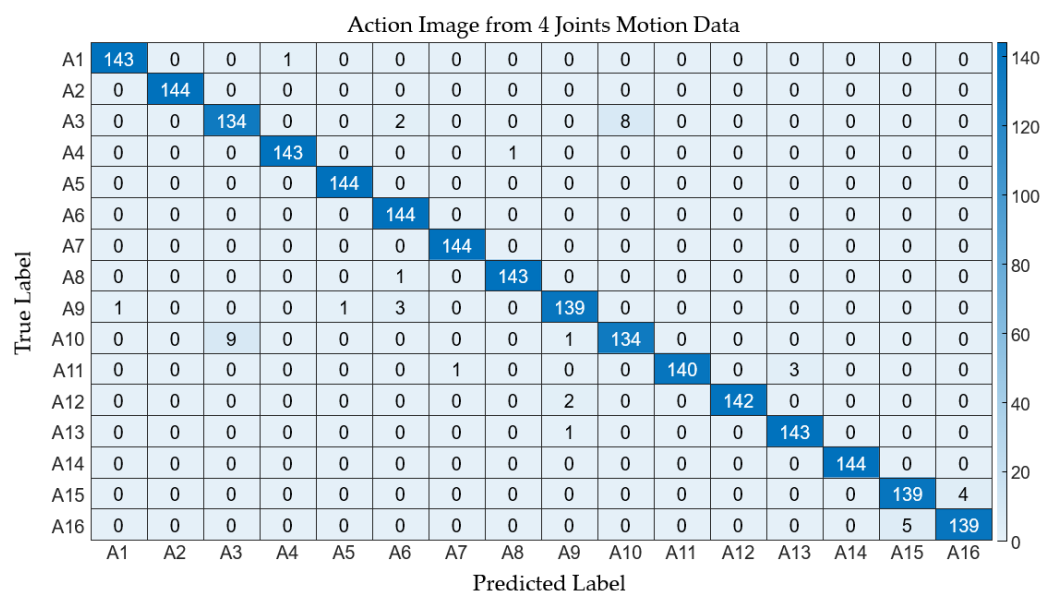 Action Image from 4 Joints Motion Data
A1 143 0 0 1 0 0 0 0 0 0 0 0 0 0 0 0 140
A2 0 144 0 0 0 0 0 0 0 0 0 0 0 0 0 0
A3 0 0 134 0 0 2 0 0 0 8 0 0 0 0 0 0 120
A4 0 0 0 143 0 0 0 1 0 0 0 0 0 0 0 0
A5 0 0 0 0 144 0 0 0 0 0 0 0 0 0 0 0 100
A6 0 0 0 0 0 144 0 0 0 0 0 0 0 0 0 0
A7 0 0 0 0 0 0 144 0 0 0 0 0 0 0 0 0
A8 0 0 0 0 0 1 0 143 0 0 0 0 0 0 0 0 80
A9 1 0 0 0 1 3 0 0 139 0 0 0 0 0 0 0
A10 0 0 9 0 0 0 0 0 1 134 0 0 0 0 0 0 60
A11 0 0 0 0 0 0 1 0 0 0 140 0 3 0 0 0
A12 0 0 0 0 0 0 0 0 2 0 0 142 0 0 0 0 40
A13 0 0 0 0 0 0 0 0 1 0 0 0 143 0 0 0
A14 0 0 0 0 0 0 0 0 0 0 0 0 0 144 0 0 20
A15 0 0 0 0 0 0 0 0 0 0 0 0 0 0 139 4
A16 0 0 0 0 0 0 0 0 0 0 0 0 0 0 5 139 0
A1 A2 A3 A4 A5 A6 A7 A8 A9 A10 A11 A12 A13 A14 A15 A16
True Label
Predicted Label